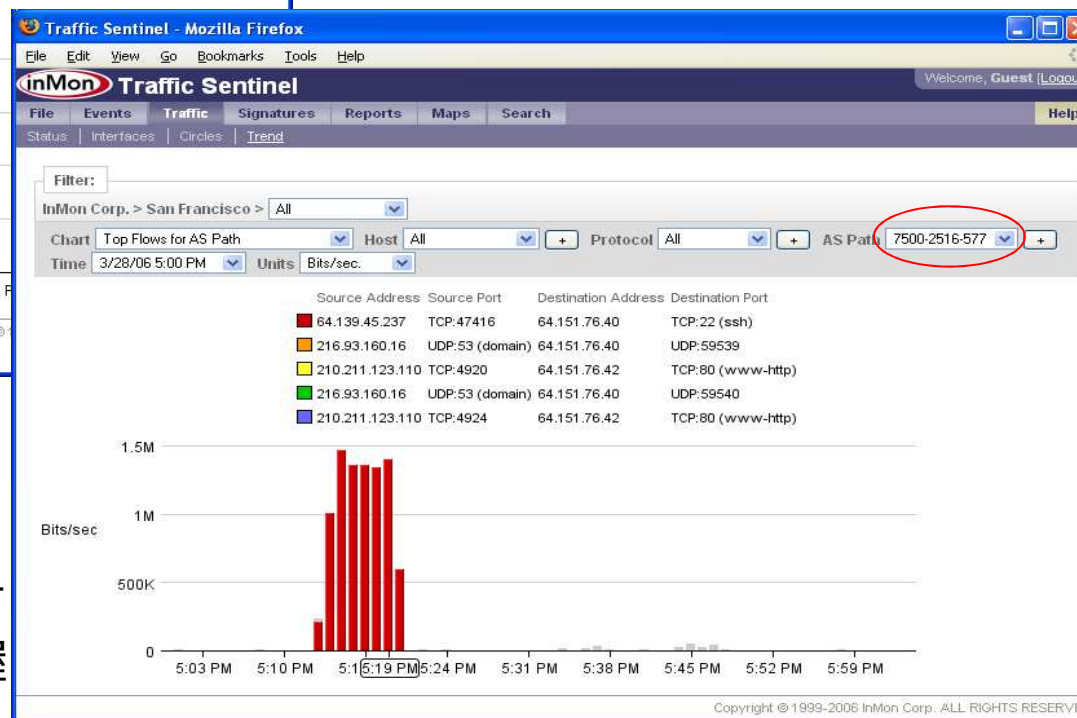 Traffic Sentinel - Mozilla Firefox
File Edit View Go Bookmarks Tools Help
inMon Traffic Sentinel
Welcome, Guest [Logou
File Events Traffic Signatures Reports Maps Search Help
Status | Interfaces | Circles | Trend
Filter:
InMon Corp. > San Francisco > All
Chart Top Flows for AS Path Host All + Protocol All + AS Path 7500-2516-577 +
Time 3/28/06 5:00 PM Units Bits/sec.
Source Address Source Port Destination Address Destination Port
64.139.45.237 TCP:47416 64.151.76.40 TCP:22 (ssh)
216.93.160.16 UDP:53 (domain) 64.151.76.40 UDP:59539
210.211.123.110 TCP:4920 64.151.76.42 TCP:80 (www-http)
216.93.160.16 UDP:53 (domain) 64.151.76.40 UDP:59540
210.211.123.110 TCP:4924 64.151.76.42 TCP:80 (www-http)
1.5M
1M
Bits/sec
500K
0
5:03 PM 5:10 PM 5:1 5:19 PM 5:24 PM 5:31 PM 5:38 PM 5:45 PM 5:52 PM 5:59 PM
Copyright © 1999-2006 InMon Corp. ALL RIGHTS RESERVE